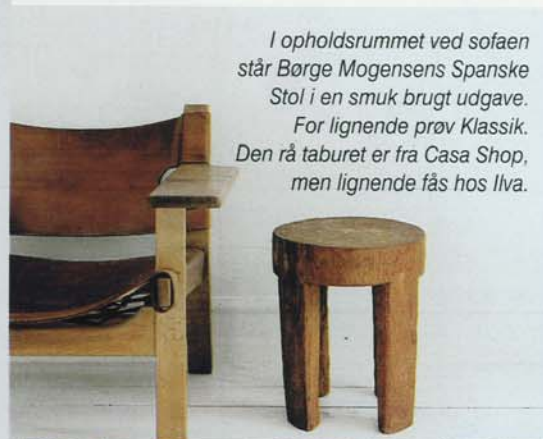 I opholdsrummet ved sofaen
står Børge Mogensens Spanske
Stol i en smuk brugt udgave.
For lignende prøv Klassik.
Den rå taburet er fra Casa Shop,
men lignende fås hos Ilva.